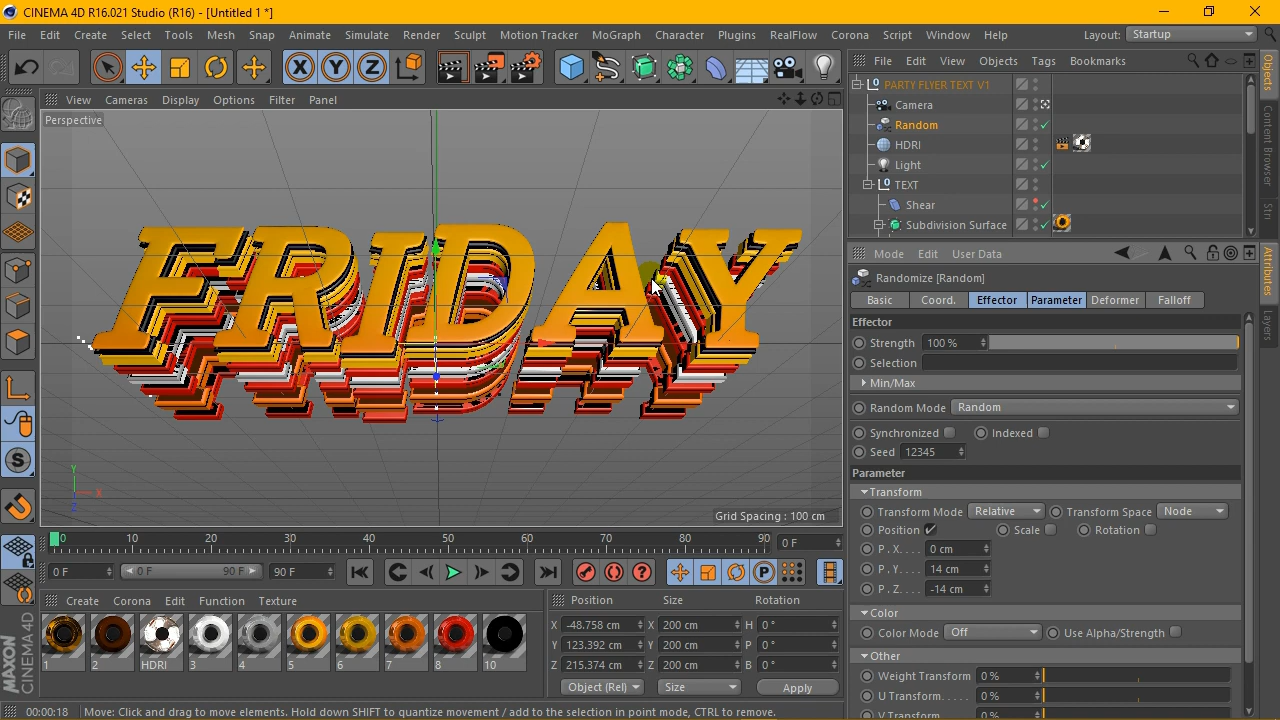 CINEMA 4D R16.021 Studio (R16) - [Untitled 1 *]
File Edit Create Select Tools Mesh Snap Animate Simulate Render Sculpt Motion Tracker MoGraph Character Plugins RealFlow Corona Script Window Help Layout: Startup
X Y Z
File Edit View Objects Tags Bookmarks
PARTY FLYER TEXT V1
Camera
Random
HDRI
Light
TEXT
Shear
Subdivision Surface
Objects
Content Browser
Attributes
Layers
View Cameras Display Options Filter Panel
Perspective
FRIDAY
Y
X
Z
Grid Spacing : 100 cm
Mode Edit User Data
Randomize [Random]
Basic Coord. Effector Parameter Deformer Falloff
Effector
Strength 100 %
Selection
Min/Max
Random Mode Random
Synchronized Indexed
Seed 12345
Parameter
Transform
Transform Mode Relative Transform Space Node
Position Scale Rotation
P . X. . . . 0 cm
P . Y. . . . 14 cm
P . Z. . . . -14 cm
Color
Color Mode Off Use Alpha/Strength
Other
Weight Transform 0 %
U Transform. . . . . 0 %
V Transform. . . . . 0 %
0 10 20 30 40 50 60 70 80 90 0 F
0 F 0 F 90 F 90 F
Create Corona Edit Function Texture
1 2 HDRI 3 4 5 6 7 8 10
Position Size Rotation
X -48.758 cm X 200 cm H 0 °
Y 123.392 cm Y 200 cm P 0 °
Z 215.374 cm Z 200 cm B 0 °
Object (Rel) Size Apply
MAXON CINEMA 4D
00:00:18 Move: Click and drag to move elements. Hold down SHIFT to quantize movement / add to the selection in point mode, CTRL to remove.